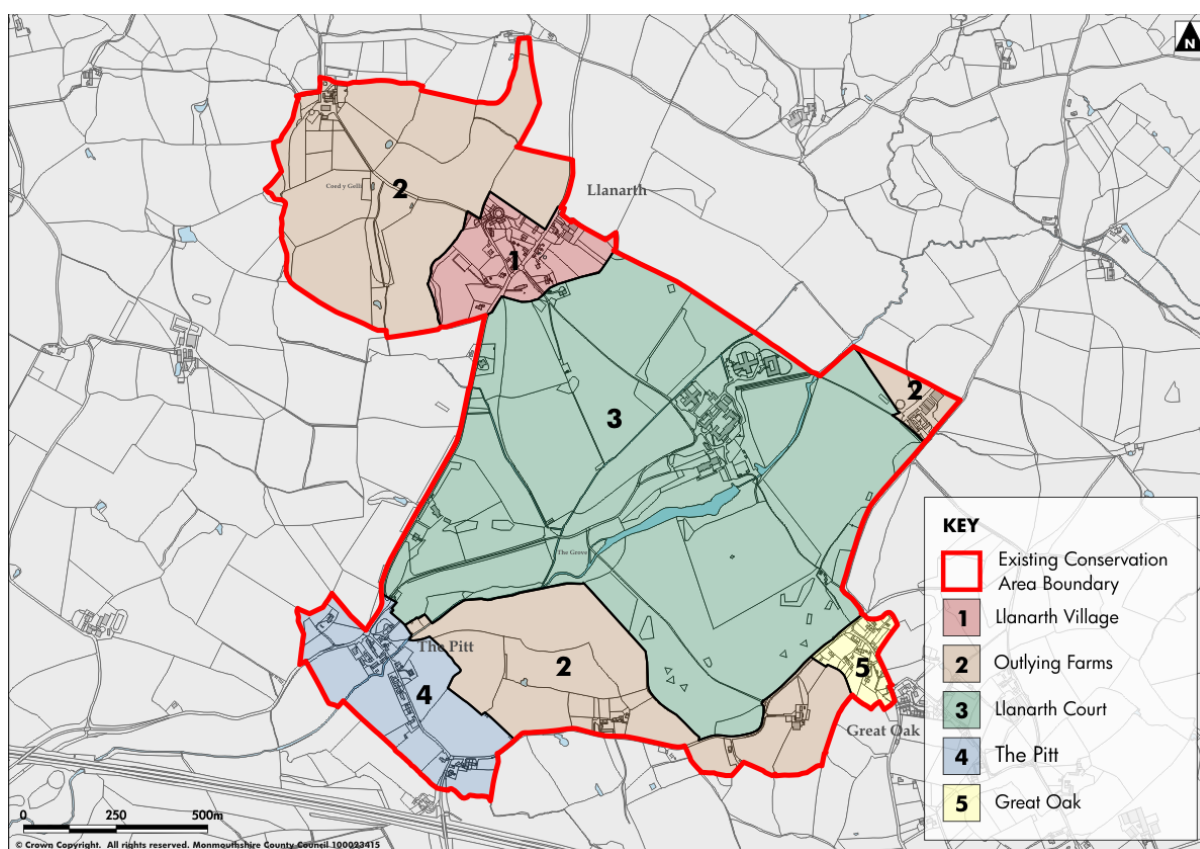 N
2
Coed y Gelli
Llanarth
1
3
2
The Grove
The Pitt
2
4
5
Great Oak
KEY
Existing Conservation
Area Boundary
1 Llanarth Village
2 Outlying Farms
3 Llanarth Court
4 The Pitt
5 Great Oak
0 250 500m
© Crown Copyright. All rights reserved. Monmouthshire County Council 100023415